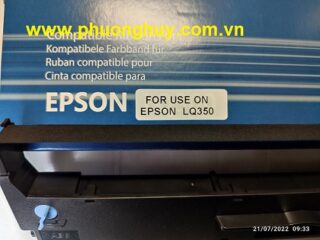 www.phuonghuy.com.vn
Compatible
Kompatibele Farbband für
Ruban compatible pour
Cinta compatible para
EPSON
FOR USE ON
EPSON LQ350
21/07/2022 09:33